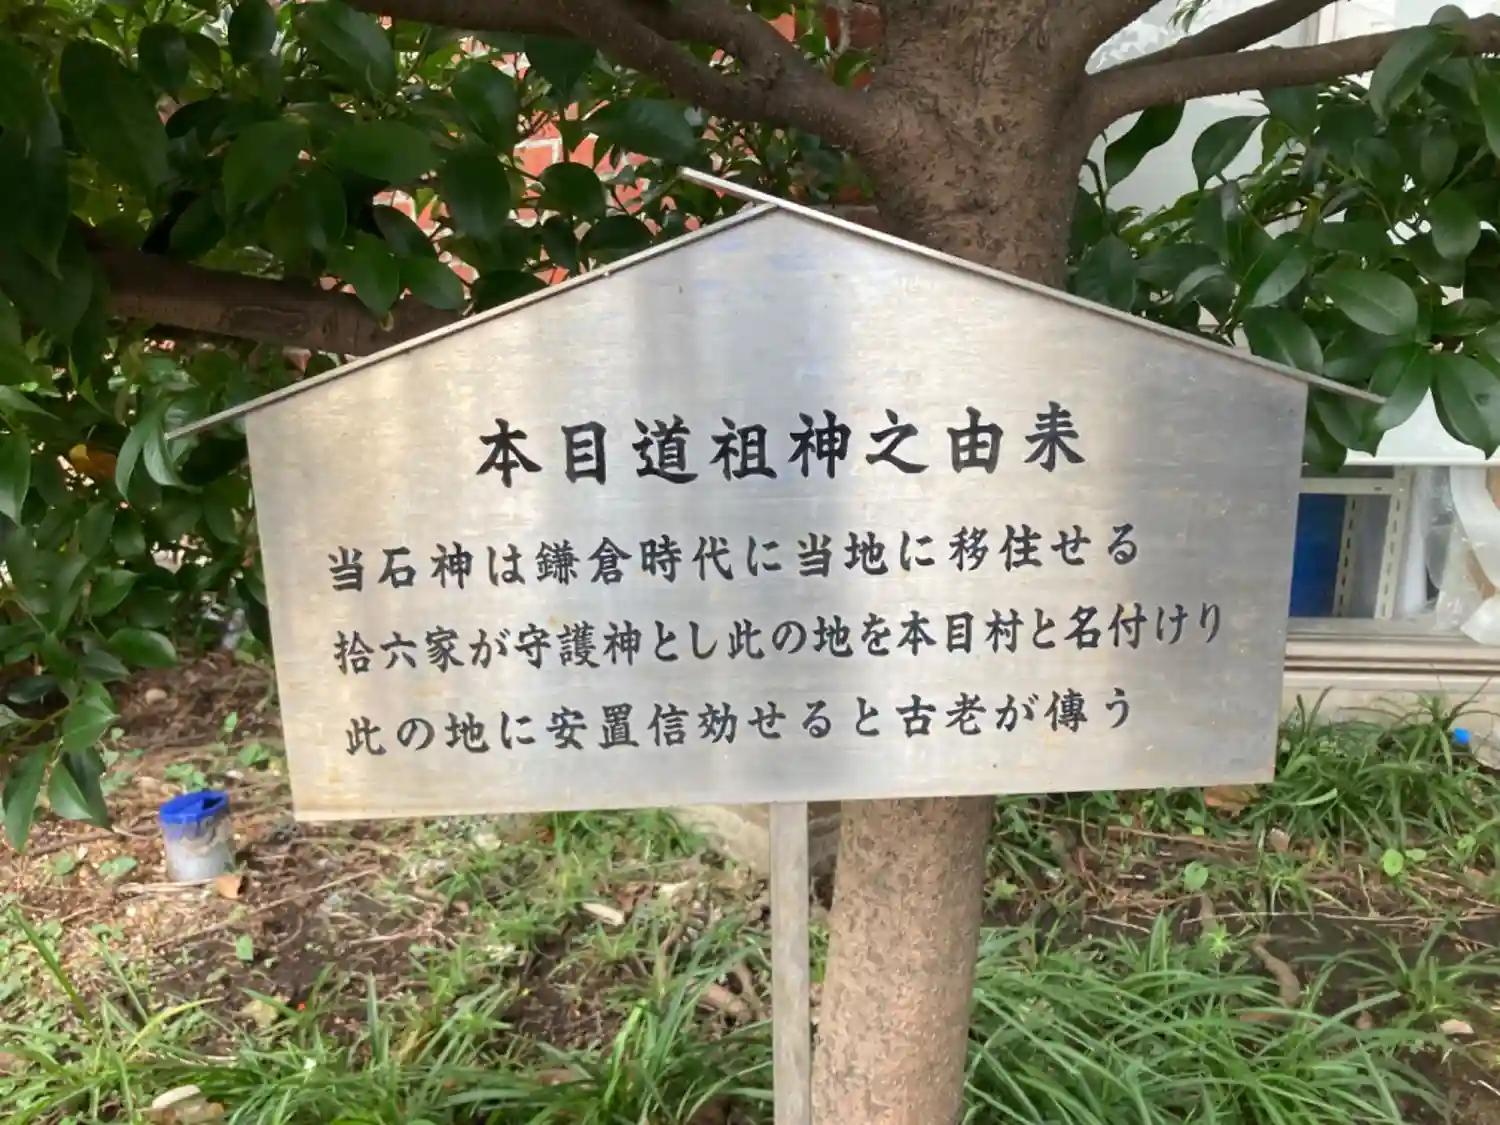 本目道祖神之由来
当石神は鎌倉時代に当地に移住せる
拾六家が守護神とし此の地を本目村と名付けり
此の地に安置信効せると古老が傳う